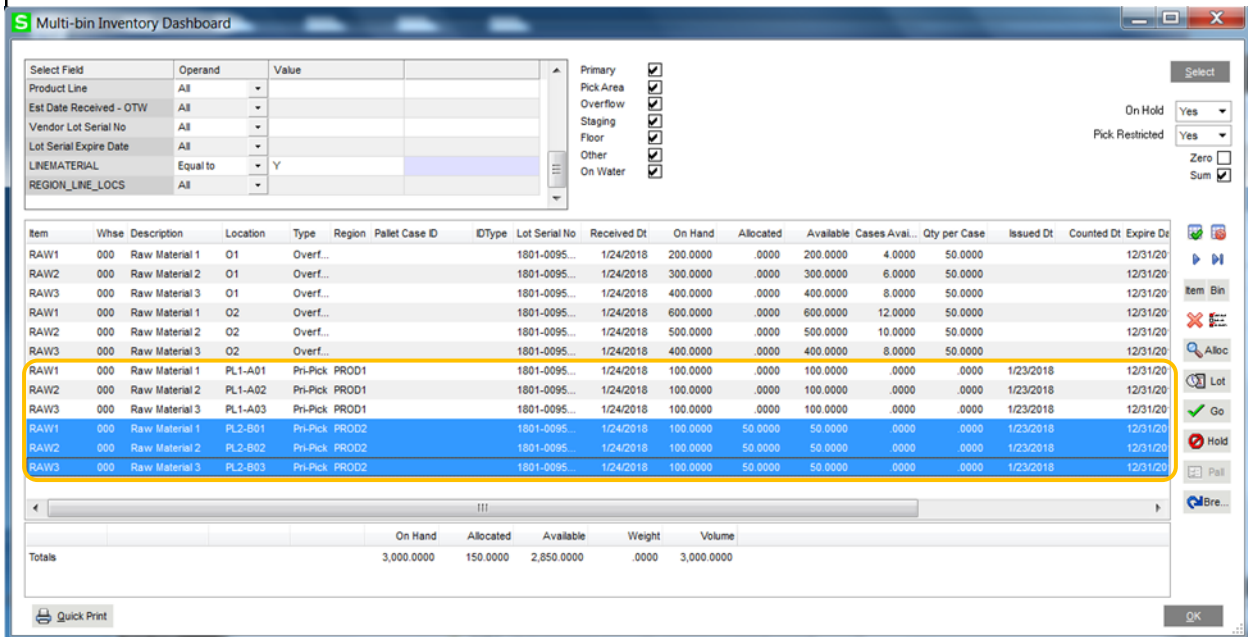 S Multi-bin Inventory Dashboard
Select Field Operand Value
Product Line All
Est Date Received - OTW All
Vendor Lot Serial No All
Lot Serial Expire Date All
LINEMATERIAL Equal to Y
REGION_LINE_LOCS All
Primary
Pick Area
Overflow
Staging
Floor
Other
On Water
Select
On Hold Yes
Pick Restricted Yes
Zero
Sum
Item Whse Description Location Type Region Pallet Case ID IDType Lot Serial No Received Dt On Hand Allocated Available Cases Avai... Qty per Case Issued Dt Counted Dt Expire Da
RAW1 000 Raw Material 1 O1 Overf... 1801-0095... 1/24/2018 200.0000 .0000 200.0000 4.0000 50.0000 12/31/20
RAW2 000 Raw Material 2 O1 Overf... 1801-0095... 1/24/2018 300.0000 .0000 300.0000 6.0000 50.0000 12/31/20
RAW3 000 Raw Material 3 O1 Overf... 1801-0095... 1/24/2018 400.0000 .0000 400.0000 8.0000 50.0000 12/31/20
RAW1 000 Raw Material 1 O2 Overf... 1801-0095... 1/24/2018 600.0000 .0000 600.0000 12.0000 50.0000 12/31/20
RAW2 000 Raw Material 2 O2 Overf... 1801-0095... 1/24/2018 500.0000 .0000 500.0000 10.0000 50.0000 12/31/20
RAW3 000 Raw Material 3 O2 Overf... 1801-0095... 1/24/2018 400.0000 .0000 400.0000 8.0000 50.0000 12/31/20
RAW1 000 Raw Material 1 PL1-A01 Pri-Pick PROD1 1801-0095... 1/24/2018 100.0000 .0000 100.0000 .0000 .0000 1/23/2018 12/31/20
RAW2 000 Raw Material 2 PL1-A02 Pri-Pick PROD1 1801-0095... 1/24/2018 100.0000 .0000 100.0000 .0000 .0000 1/23/2018 12/31/20
RAW3 000 Raw Material 3 PL1-A03 Pri-Pick PROD1 1801-0095... 1/24/2018 100.0000 .0000 100.0000 .0000 .0000 1/23/2018 12/31/20
RAW1 000 Raw Material 1 PL2-B01 Pri-Pick PROD2 1801-0095... 1/24/2018 100.0000 50.0000 50.0000 .0000 .0000 1/23/2018 12/31/20
RAW2 000 Raw Material 2 PL2-B02 Pri-Pick PROD2 1801-0095... 1/24/2018 100.0000 50.0000 50.0000 .0000 .0000 1/23/2018 12/31/20
RAW3 000 Raw Material 3 PL2-B03 Pri-Pick PROD2 1801-0095... 1/24/2018 100.0000 50.0000 50.0000 .0000 .0000 1/23/2018 12/31/20
Item Bin
Alloc
Lot
Go
Hold
Pall
Bre...
On Hand Allocated Available Weight Volume
Totals 3,000.0000 150.0000 2,850.0000 .0000 3,000.0000
Quick Print
OK